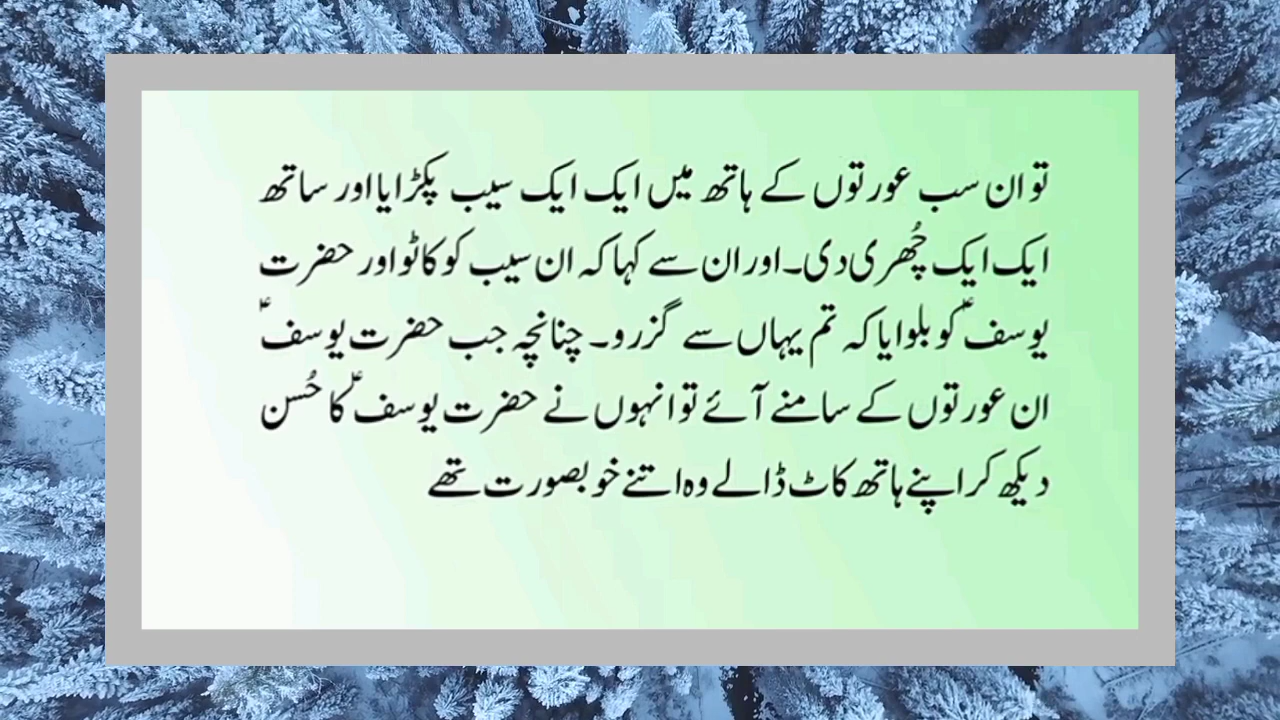 تو ان سب عورتوں کے ہاتھ میں ایک ایک سیب پکڑایا اور ساتھ
ایک ایک چُھری دی۔ اور ان سے کہا کہ ان سیب کو کاٹو اور حضرت
یوسفؑ کو بلوایا کہ تم یہاں سے گزرو۔ چنانچہ جب حضرت یوسفؑ
ان عورتوں کے سامنے آئے تو انہوں نے حضرت یوسفؑ کا حُسن
دیکھ کر اپنے ہاتھ کاٹ ڈالے وہ اتنے خوبصورت تھے